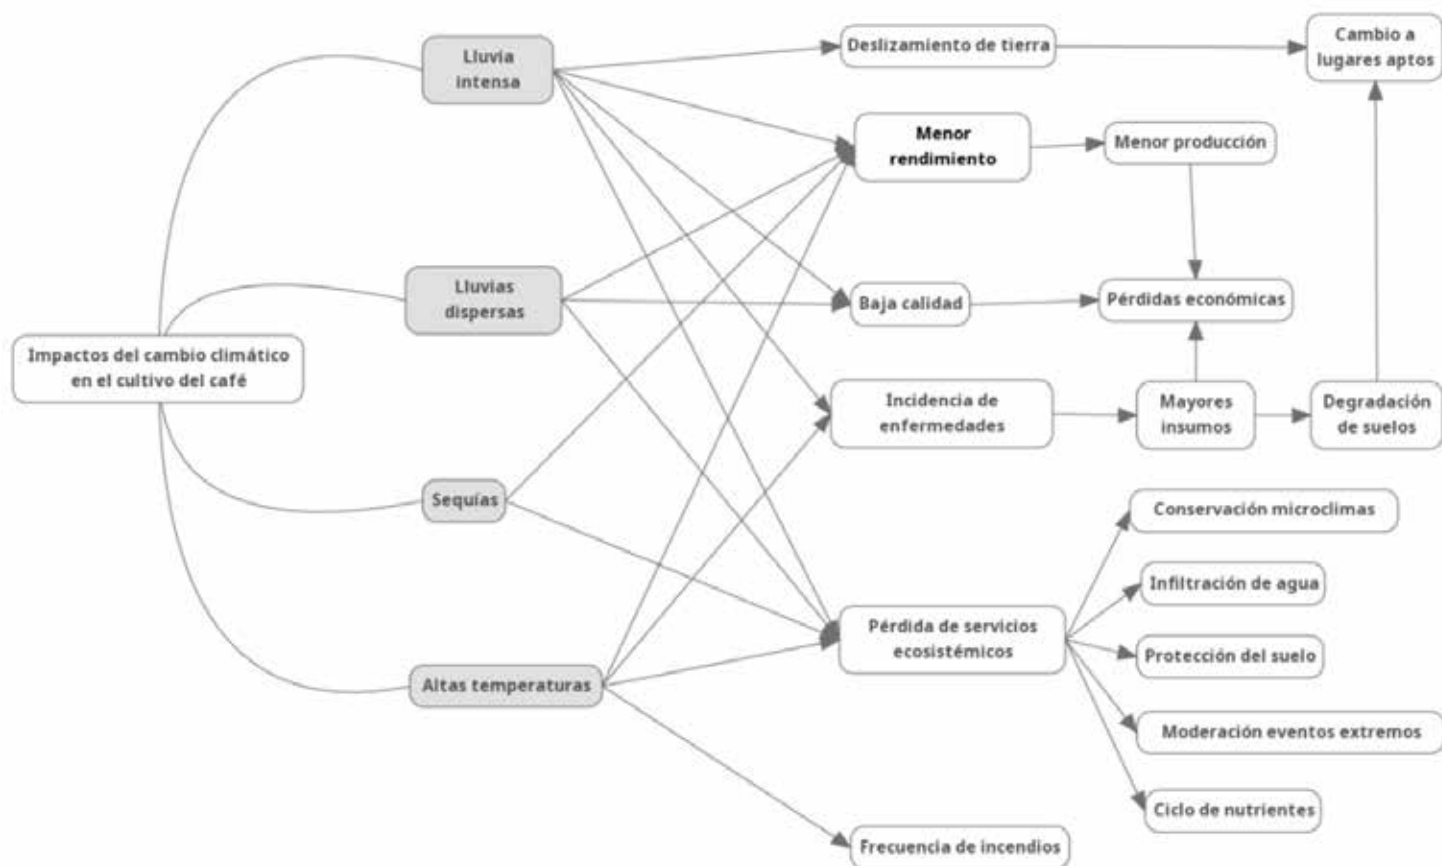 Lluvia
intensa
Deslizamiento de tierra
Cambio a
lugares aptos
Menor
rendimiento
Menor producción
Lluvias
dispersas
Baja calidad
Pérdidas económicas
Impactos del cambio climático
en el cultivo del café
Incidencia de
enfermedades
Mayores
insumos
Degradación
de suelos
Sequías
Conservación microclimas
Infiltración de agua
Pérdida de servicios
ecosistémicos
Protección del suelo
Altas temperaturas
Moderación eventos extremos
Ciclo de nutrientes
Frecuencia de incendios